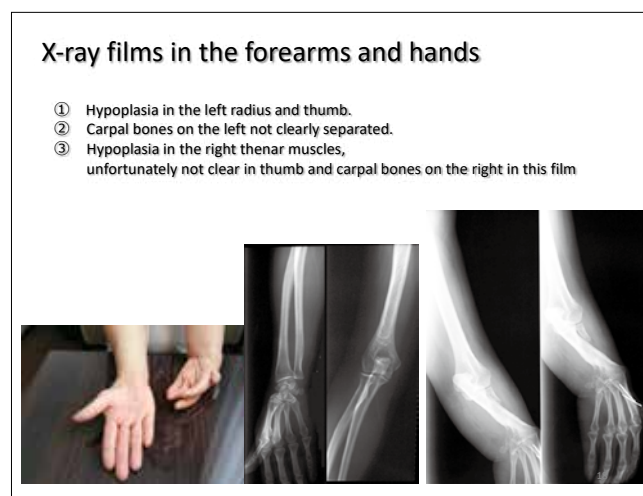 X-ray films in the forearms and hands
① Hypoplasia in the left radius and thumb.
② Carpal bones on the left not clearly separated.
③ Hypoplasia in the right thenar muscles,
unfortunately not clear in thumb and carpal bones on the right in this film